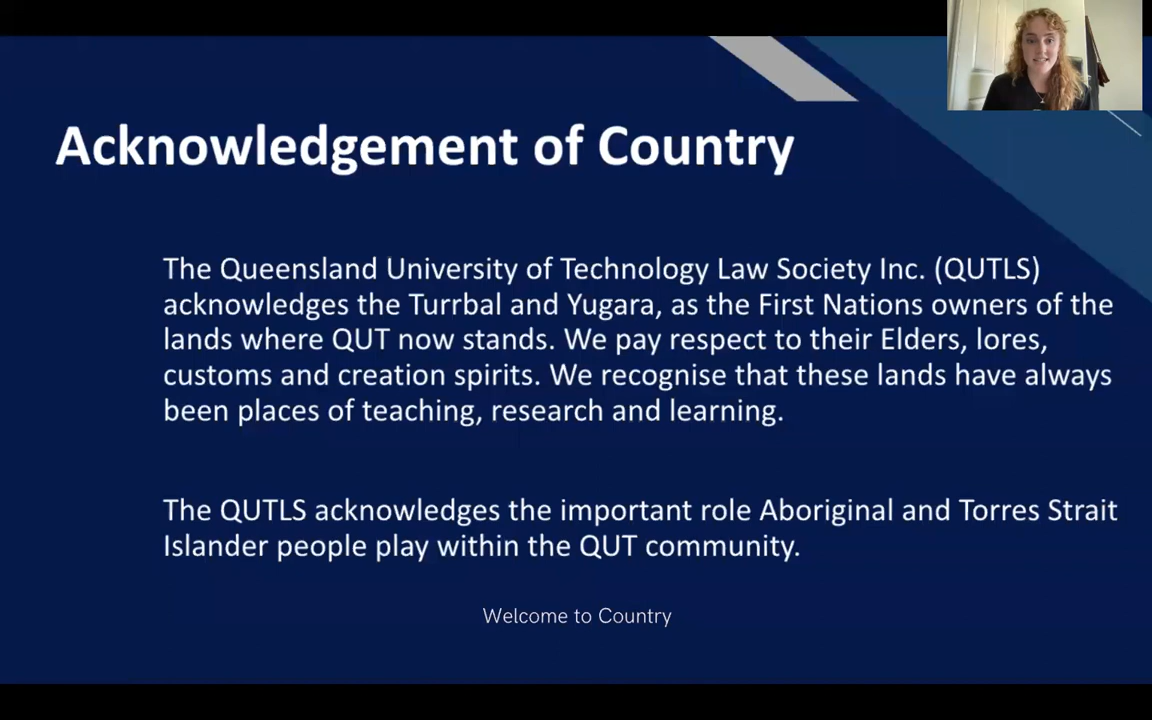 Acknowledgement of Country
The Queensland University of Technology Law Society Inc. (QUTLS)
acknowledges the Turrbal and Yugara, as the First Nations owners of the
lands where QUT now stands. We pay respect to their Elders, lores,
customs and creation spirits. We recognise that these lands have always
been places of teaching, research and learning.
The QUTLS acknowledges the important role Aboriginal and Torres Strait
Islander people play within the QUT community.
Welcome to Country